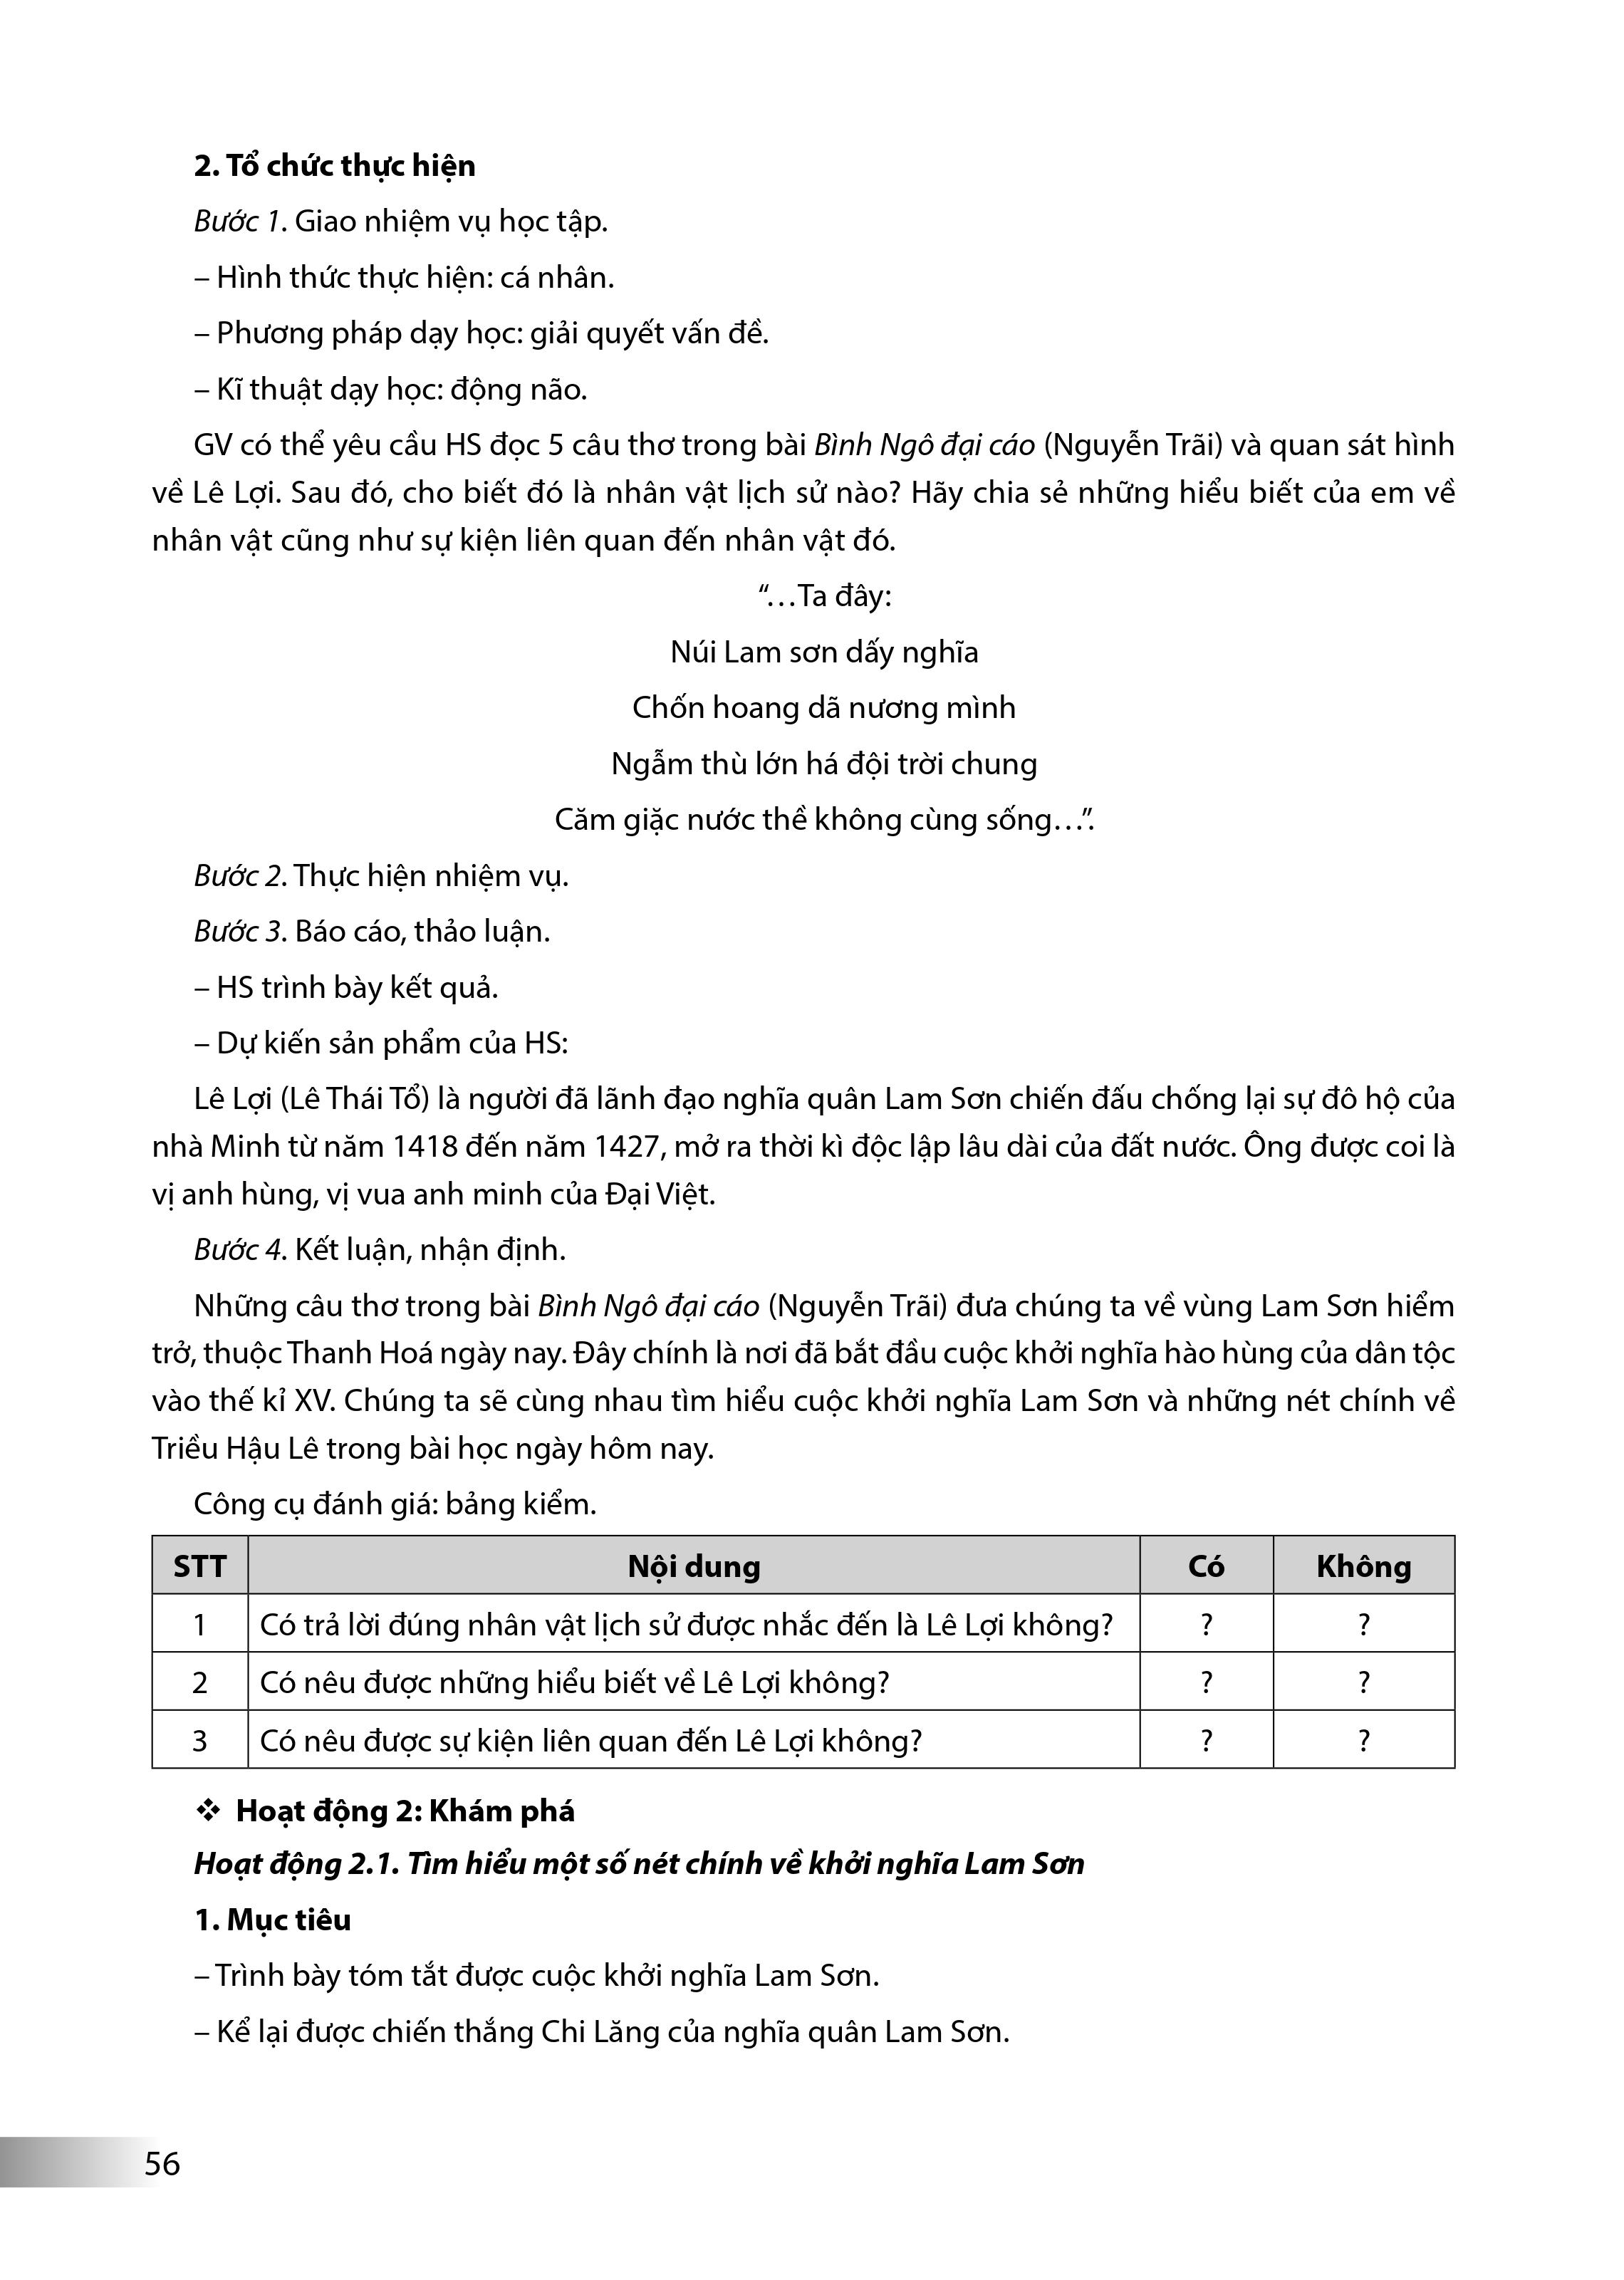 2. Tổ chức thực hiện
Bước 1. Giao nhiệm vụ học tập.
– Hình thức thực hiện: cá nhân.
– Phương pháp dạy học: giải quyết vấn đề.
– Kĩ thuật dạy học: động não.
GV có thể yêu cầu HS đọc 5 câu thơ trong bài Bình Ngô đại cáo (Nguyễn Trãi) và quan sát hình
về Lê Lợi. Sau đó, cho biết đó là nhân vật lịch sử nào? Hãy chia sẻ những hiểu biết của em về
nhân vật cũng như sự kiện liên quan đến nhân vật đó.
“…Ta đây:
Núi Lam sơn dấy nghĩa
Chốn hoang dã nương mình
Ngẫm thù lớn há đội trời chung
Căm giặc nước thề không cùng sống…”.
Bước 2. Thực hiện nhiệm vụ.
Bước 3. Báo cáo, thảo luận.
– HS trình bày kết quả.
– Dự kiến sản phẩm của HS:
Lê Lợi (Lê Thái Tổ) là người đã lãnh đạo nghĩa quân Lam Sơn chiến đấu chống lại sự đô hộ của
nhà Minh từ năm 1418 đến năm 1427, mở ra thời kì độc lập lâu dài của đất nước. Ông được coi là
vị anh hùng, vị vua anh minh của Đại Việt.
Bước 4. Kết luận, nhận định.
Những câu thơ trong bài Bình Ngô đại cáo (Nguyễn Trãi) đưa chúng ta về vùng Lam Sơn hiểm
trở, thuộc Thanh Hoá ngày nay. Đây chính là nơi đã bắt đầu cuộc khởi nghĩa hào hùng của dân tộc
vào thế kỉ XV. Chúng ta sẽ cùng nhau tìm hiểu cuộc khởi nghĩa Lam Sơn và những nét chính về
Triều Hậu Lê trong bài học ngày hôm nay.
Công cụ đánh giá: bảng kiểm.
STT Nội dung Có Không
1 Có trả lời đúng nhân vật lịch sử được nhắc đến là Lê Lợi không? ? ?
2 Có nêu được những hiểu biết về Lê Lợi không? ? ?
3 Có nêu được sự kiện liên quan đến Lê Lợi không? ? ?
❖ Hoạt động 2: Khám phá
Hoạt động 2.1. Tìm hiểu một số nét chính về khởi nghĩa Lam Sơn
1. Mục tiêu
– Trình bày tóm tắt được cuộc khởi nghĩa Lam Sơn.
– Kể lại được chiến thắng Chi Lăng của nghĩa quân Lam Sơn.
56